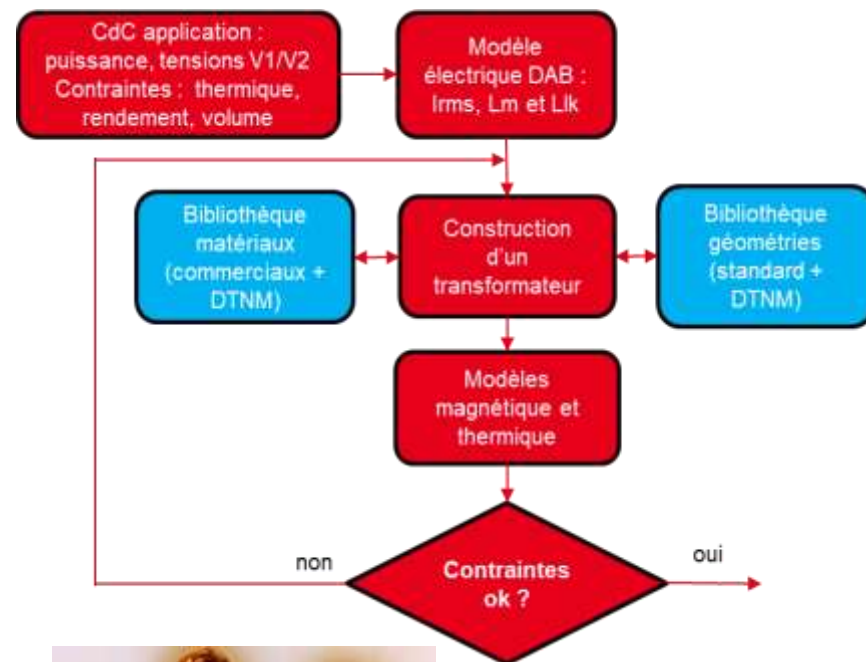 CdC application :
puissance, tensions V1/V2
Contraintes : thermique,
rendement, volume
Modèle
électrique DAB :
Irms, Lm et Llk
Bibliothèque
matériaux
(commerciaux +
DTNM)
Construction
d'un
transformateur
Bibliothèque
géométries
(standard +
DTNM)
Modèles
magnétique et
thermique
non
Contraintes
ok ?
oui